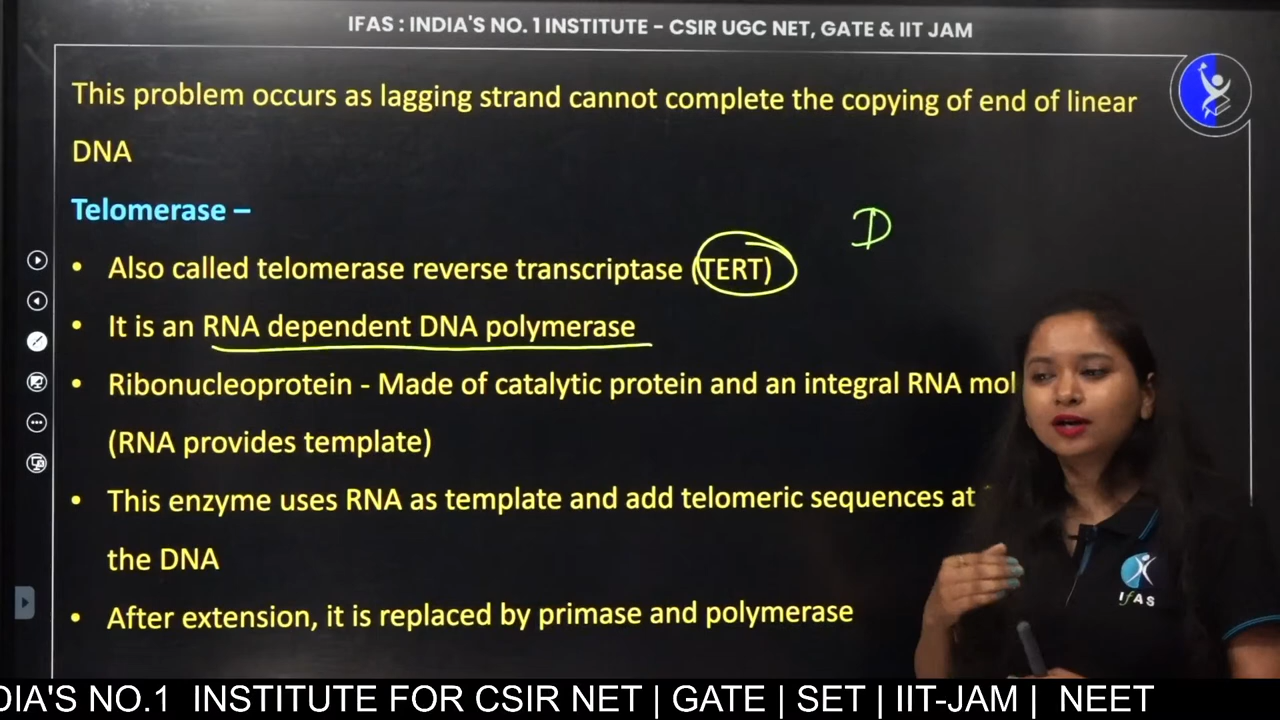 IFAS : INDIA'S NO. 1 INSTITUTE – CSIR UGC NET, GATE & IIT JAM
This problem occurs as lagging strand cannot complete the copying of end of linear
DNA
Telomerase –
D
• Also called telomerase reverse transcriptase (TERT)
• It is an RNA dependent DNA polymerase
• Ribonucleoprotein - Made of catalytic protein and an integral RNA mol
(RNA provides template)
• This enzyme uses RNA as template and add telomeric sequences at
the DNA
• After extension, it is replaced by primase and polymerase
IFAS
DIA'S NO.1 INSTITUTE FOR CSIR NET | GATE | SET | IIT-JAM | NEET